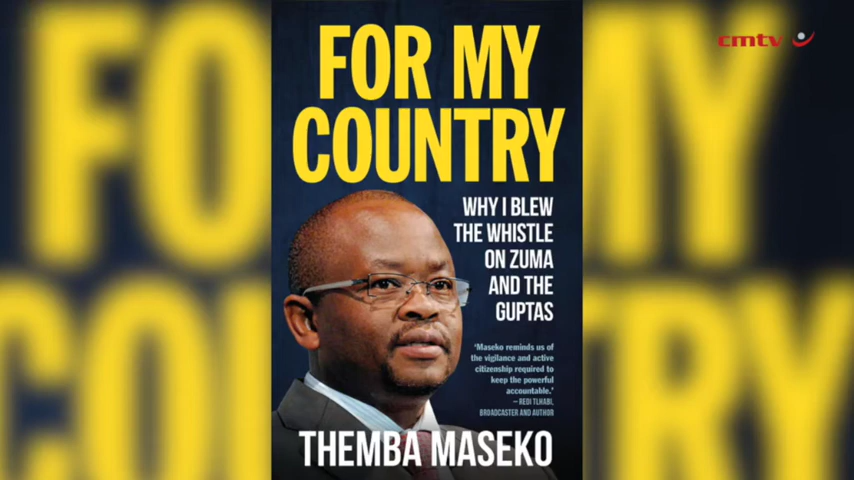 FOR MY
COUNTRY
WHY I BLEW
THE WHISTLE
ON ZUMA
AND THE
GUPTAS
'Maseko reminds us of
the vigilance and active
citizenship required to
keep the powerful
accountable.'
– REDI TLHABI,
BROADCASTER AND AUTHOR
THEMBA MASEKO
cmtv